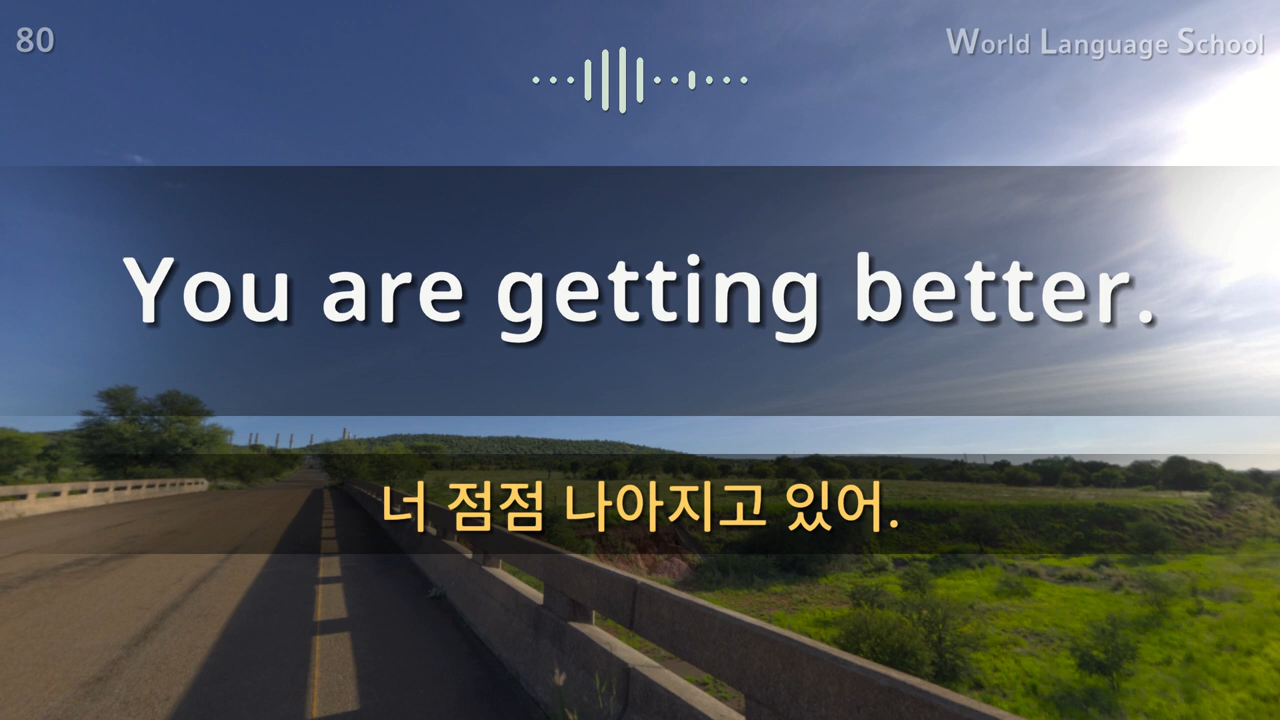 80
World Language School
You are getting better.
너 점점 나아지고 있어.